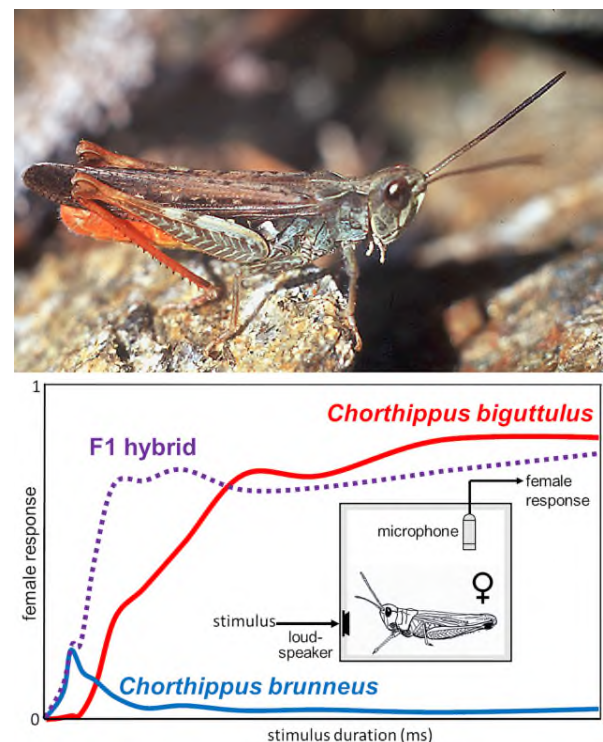 1
Chorthippus biguttulus
F1 hybrid
female response
female
response
microphone
♀
stimulus
loud-
speaker
Chorthippus brunneus
0
stimulus duration (ms)